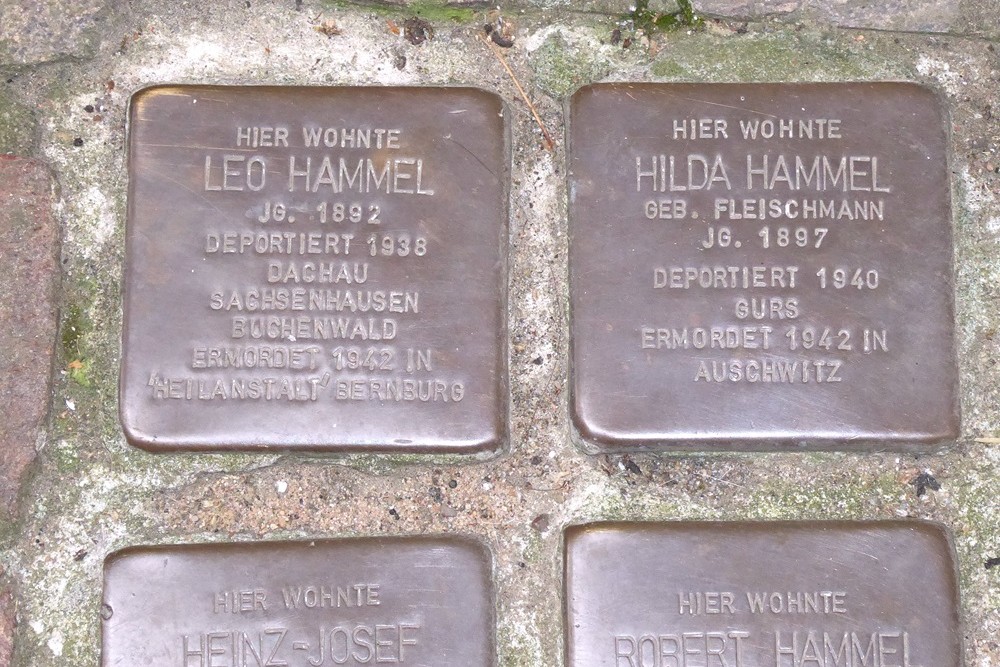 HIER WOHNTE
LEO HAMMEL
JG. 1892
DEPORTIERT 1938
DACHAU
SACHSENHAUSEN
BUCHENWALD
ERMORDET 1942 IN
'HEILANSTALT' BERNBURG
HIER WOHNTE
HILDA HAMMEL
GEB. FLEISCHMANN
JG. 1897
DEPORTIERT 1940
GURS
ERMORDET 1942 IN
AUSCHWITZ
HIER WOHNTE
HEINZ-JOSEF
HIER WOHNTE
ROBERT HAMMEL